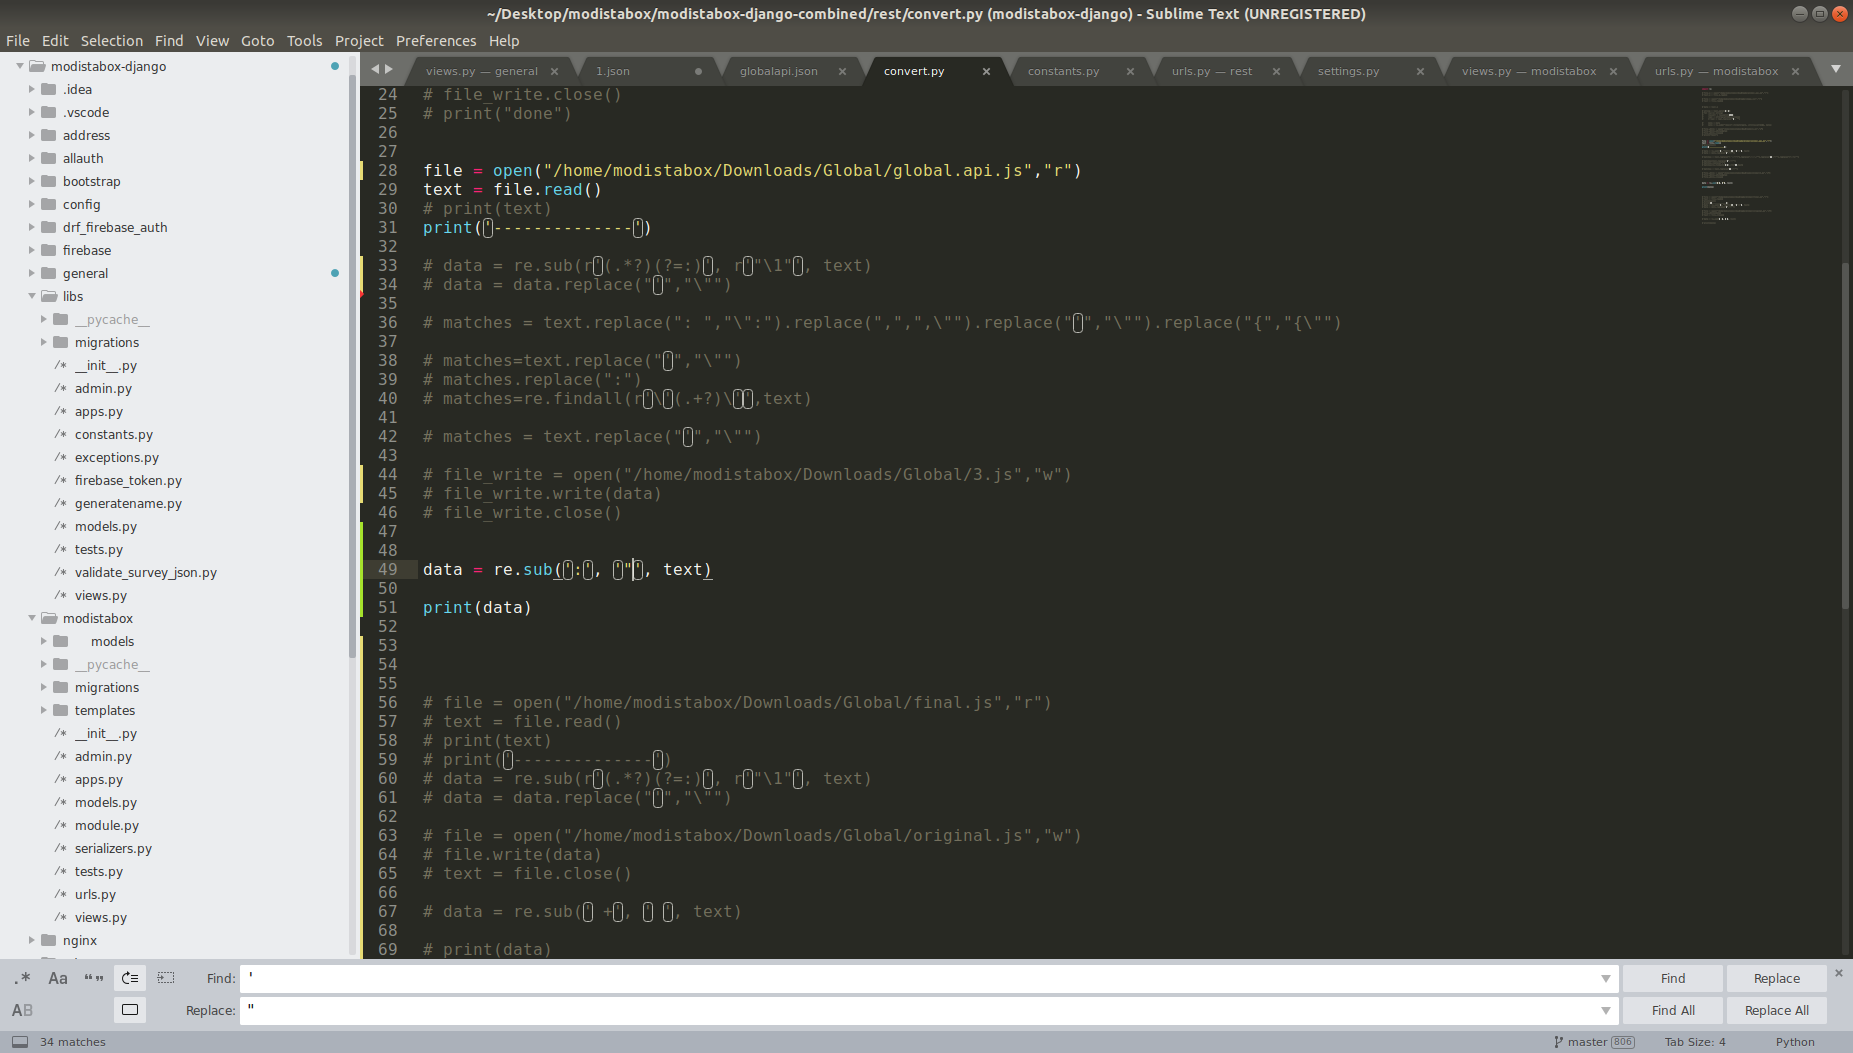 ~/Desktop/modistabox/modistabox-django-combined/rest/convert.py (modistabox-django) - Sublime Text (UNREGISTERED)
File Edit Selection Find View Goto Tools Project Preferences Help
modistabox-django
.idea
.vscode
address
allauth
bootstrap
config
drf_firebase_auth
firebase
general
libs
__pycache__
migrations
/* __init__.py
/* admin.py
/* apps.py
/* constants.py
/* exceptions.py
/* firebase_token.py
/* generatename.py
/* models.py
/* tests.py
/* validate_survey_json.py
/* views.py
modistabox
models
__pycache__
migrations
templates
/* __init__.py
/* admin.py
/* apps.py
/* models.py
/* module.py
/* serializers.py
/* tests.py
/* urls.py
/* views.py
nginx
views.py — general × 1.json ● globalapi.json × convert.py × constants.py × urls.py — rest × settings.py × views.py — modistabox × urls.py — modistabox ×
24 # file_write.close()
25 # print("done")
26
27
28 file = open("/home/modistabox/Downloads/Global/global.api.js","r")
29 text = file.read()
30 # print(text)
31 print('--------------')
32
33 # data = re.sub(r'(.*?)(?=:)', r'"\1"', text)
34 # data = data.replace("'","\"")
35
36 # matches = text.replace(": ","\":").replace(",",",\"").replace("'","\"").replace("{","{\"")
37
38 # matches=text.replace("'","\"")
39 # matches.replace(":")
40 # matches=re.findall(r'\'(.+?)\'',text)
41
42 # matches = text.replace("'","\"")
43
44 # file_write = open("/home/modistabox/Downloads/Global/3.js","w")
45 # file_write.write(data)
46 # file_write.close()
47
48
49 data = re.sub(':', '"', text)
50
51 print(data)
52
53
54
55
56 # file = open("/home/modistabox/Downloads/Global/final.js","r")
57 # text = file.read()
58 # print(text)
59 # print('--------------')
60 # data = re.sub(r'(.*?)(?=:)', r'"\1"', text)
61 # data = data.replace("'","\"")
62
63 # file = open("/home/modistabox/Downloads/Global/original.js","w")
64 # file.write(data)
65 # text = file.close()
66
67 # data = re.sub(' +', ' ', text)
68
69 # print(data)
.* Aa “” Find: ' Find Replace ×
AB Replace: " Find All Replace All
34 matches master 806 Tab Size: 4 Python